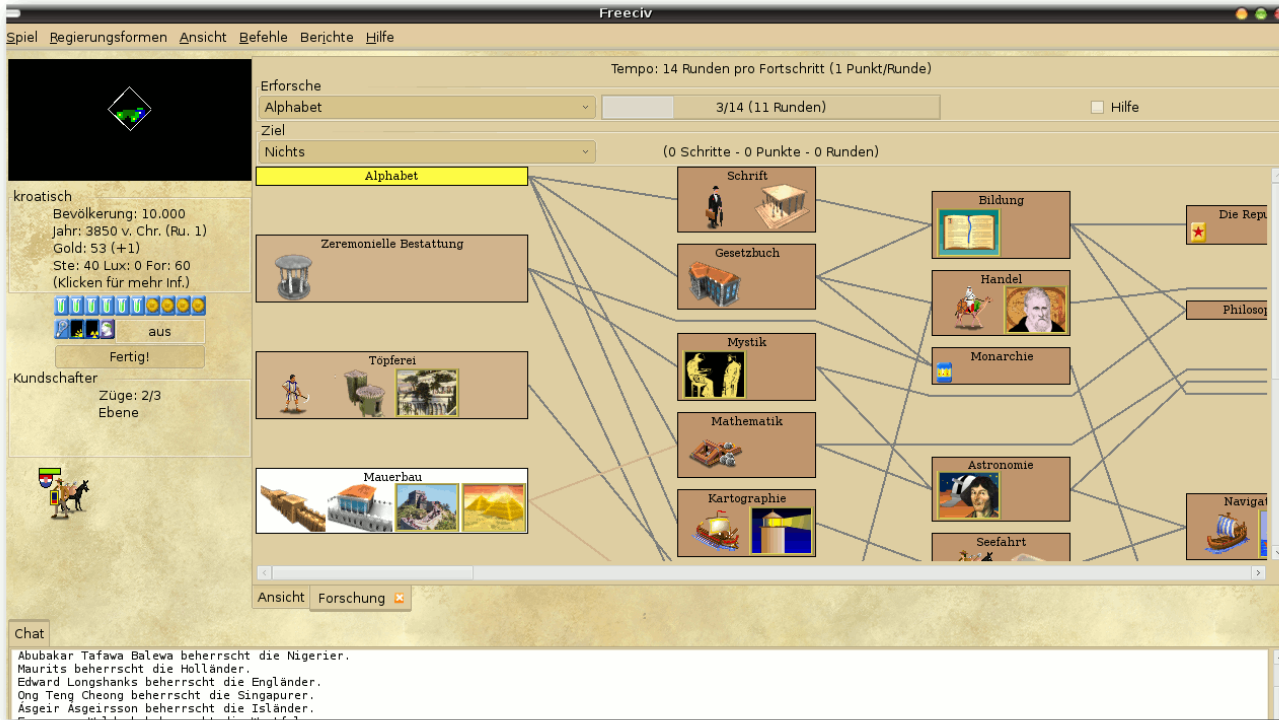 Freeciv
Spiel Regierungsformen Ansicht Befehle Berichte Hilfe
Tempo: 14 Runden pro Fortschritt (1 Punkt/Runde)
Erforsche
Alphabet
3/14 (11 Runden)
Hilfe
Ziel
Nichts
(0 Schritte - 0 Punkte - 0 Runden)
kroatisch
Bevölkerung: 10.000
Jahr: 3850 v. Chr. (Ru. 1)
Gold: 53 (+1)
Ste: 40 Lux: 0 For: 60
(Klicken für mehr Inf.)
aus
Fertig!
Kundschafter
Züge: 2/3
Ebene
Alphabet
Zeremonielle Bestattung
Töpferei
Mauerbau
Schrift
Gesetzbuch
Mystik
Mathematik
Kartographie
Bildung
Handel
Monarchie
Astronomie
Seefahrt
Die Repu
Philosop
Navigat
Ansicht Forschung
Chat
Abubakar Tafawa Balewa beherrscht die Nigerier.
Maurits beherrscht die Holländer.
Edward Longshanks beherrscht die Engländer.
Ong Teng Cheong beherrscht die Singapurer.
Ásgeir Ásgeirsson beherrscht die Isländer.